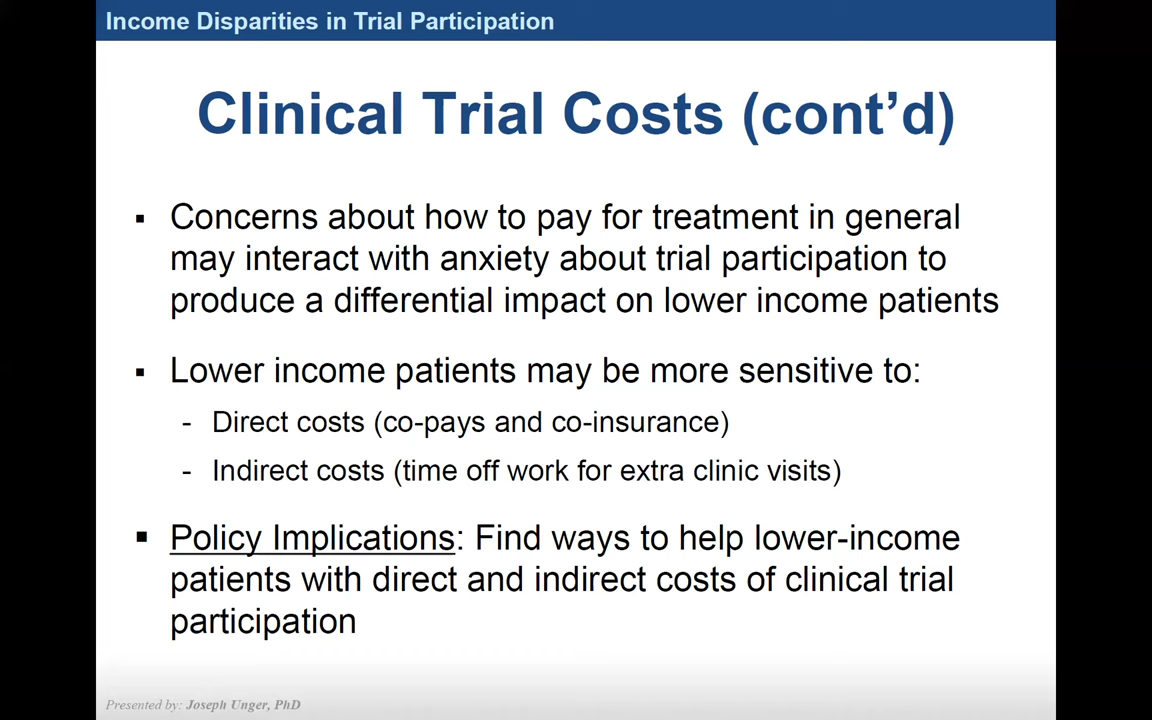 Income Disparities in Trial Participation
Clinical Trial Costs (cont’d)
▪ Concerns about how to pay for treatment in general
may interact with anxiety about trial participation to
produce a differential impact on lower income patients
▪ Lower income patients may be more sensitive to:
- Direct costs (co-pays and co-insurance)
- Indirect costs (time off work for extra clinic visits)
▪ Policy Implications: Find ways to help lower-income
patients with direct and indirect costs of clinical trial
participation
Presented by: Joseph Unger, PhD